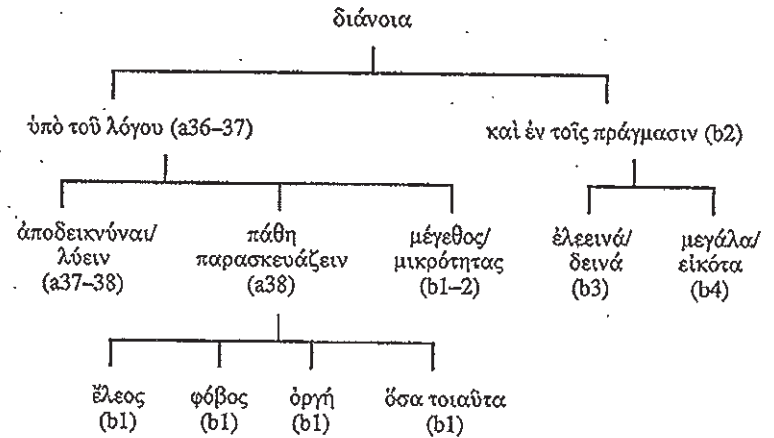 διάνοια
ὑπὸ τοῦ λόγου (a36–37)
καὶ ἐν τοῖς πράγμασιν (b2)
ἀποδεικνύναι/
λύειν
(a37–38)
πάθη
παρασκευάζειν
(a38)
μέγεθος/
μικρότητας
(b1–2)
ἐλεεινά/
δεινά
(b3)
μεγάλα/
εἰκότα
(b4)
ἔλεος
(b1)
φόβος
(b1)
ὀργή
(b1)
ὅσα τοιαῦτα
(b1)